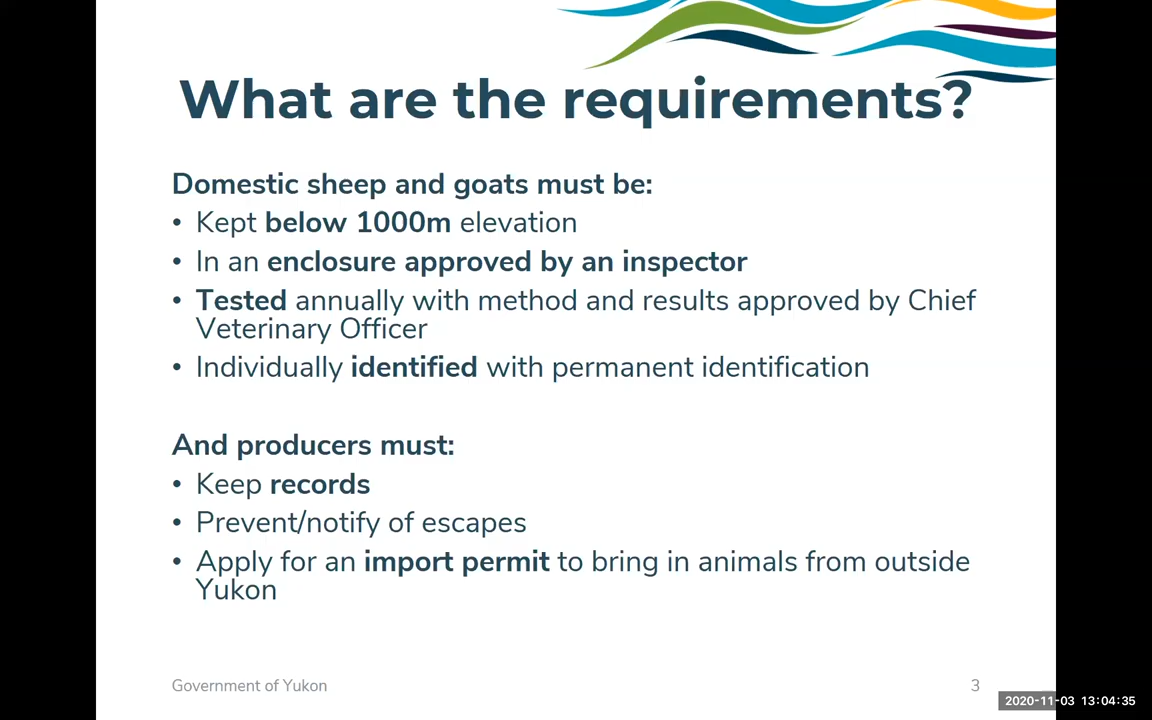 What are the requirements?
Domestic sheep and goats must be:
• Kept below 1000m elevation
• In an enclosure approved by an inspector
• Tested annually with method and results approved by Chief
Veterinary Officer
• Individually identified with permanent identification
And producers must:
• Keep records
• Prevent/notify of escapes
• Apply for an import permit to bring in animals from outside
Yukon
Government of Yukon
3
2020-11-03 13:04:35